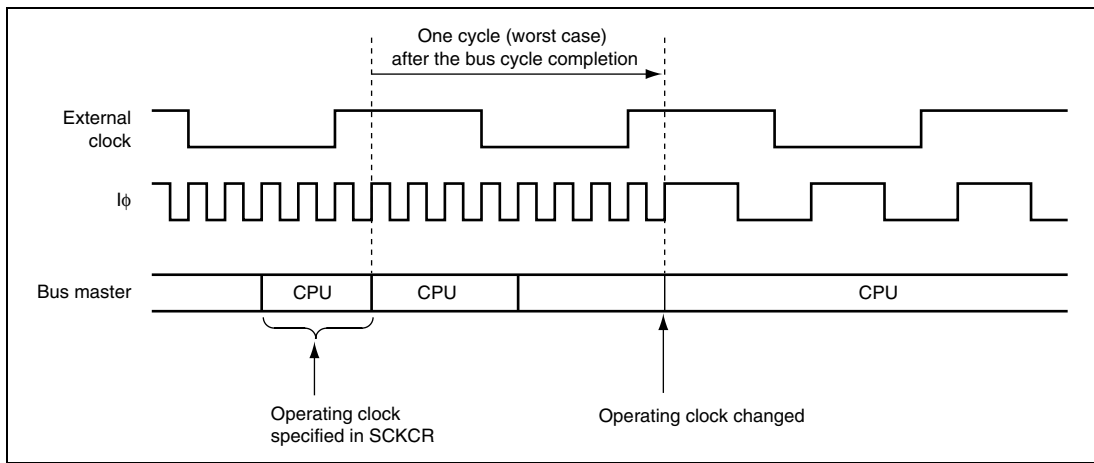 One cycle (worst case)
after the bus cycle completion
External
clock
Iϕ
Bus master
CPU
CPU
CPU
Operating clock
specified in SCKCR
Operating clock changed